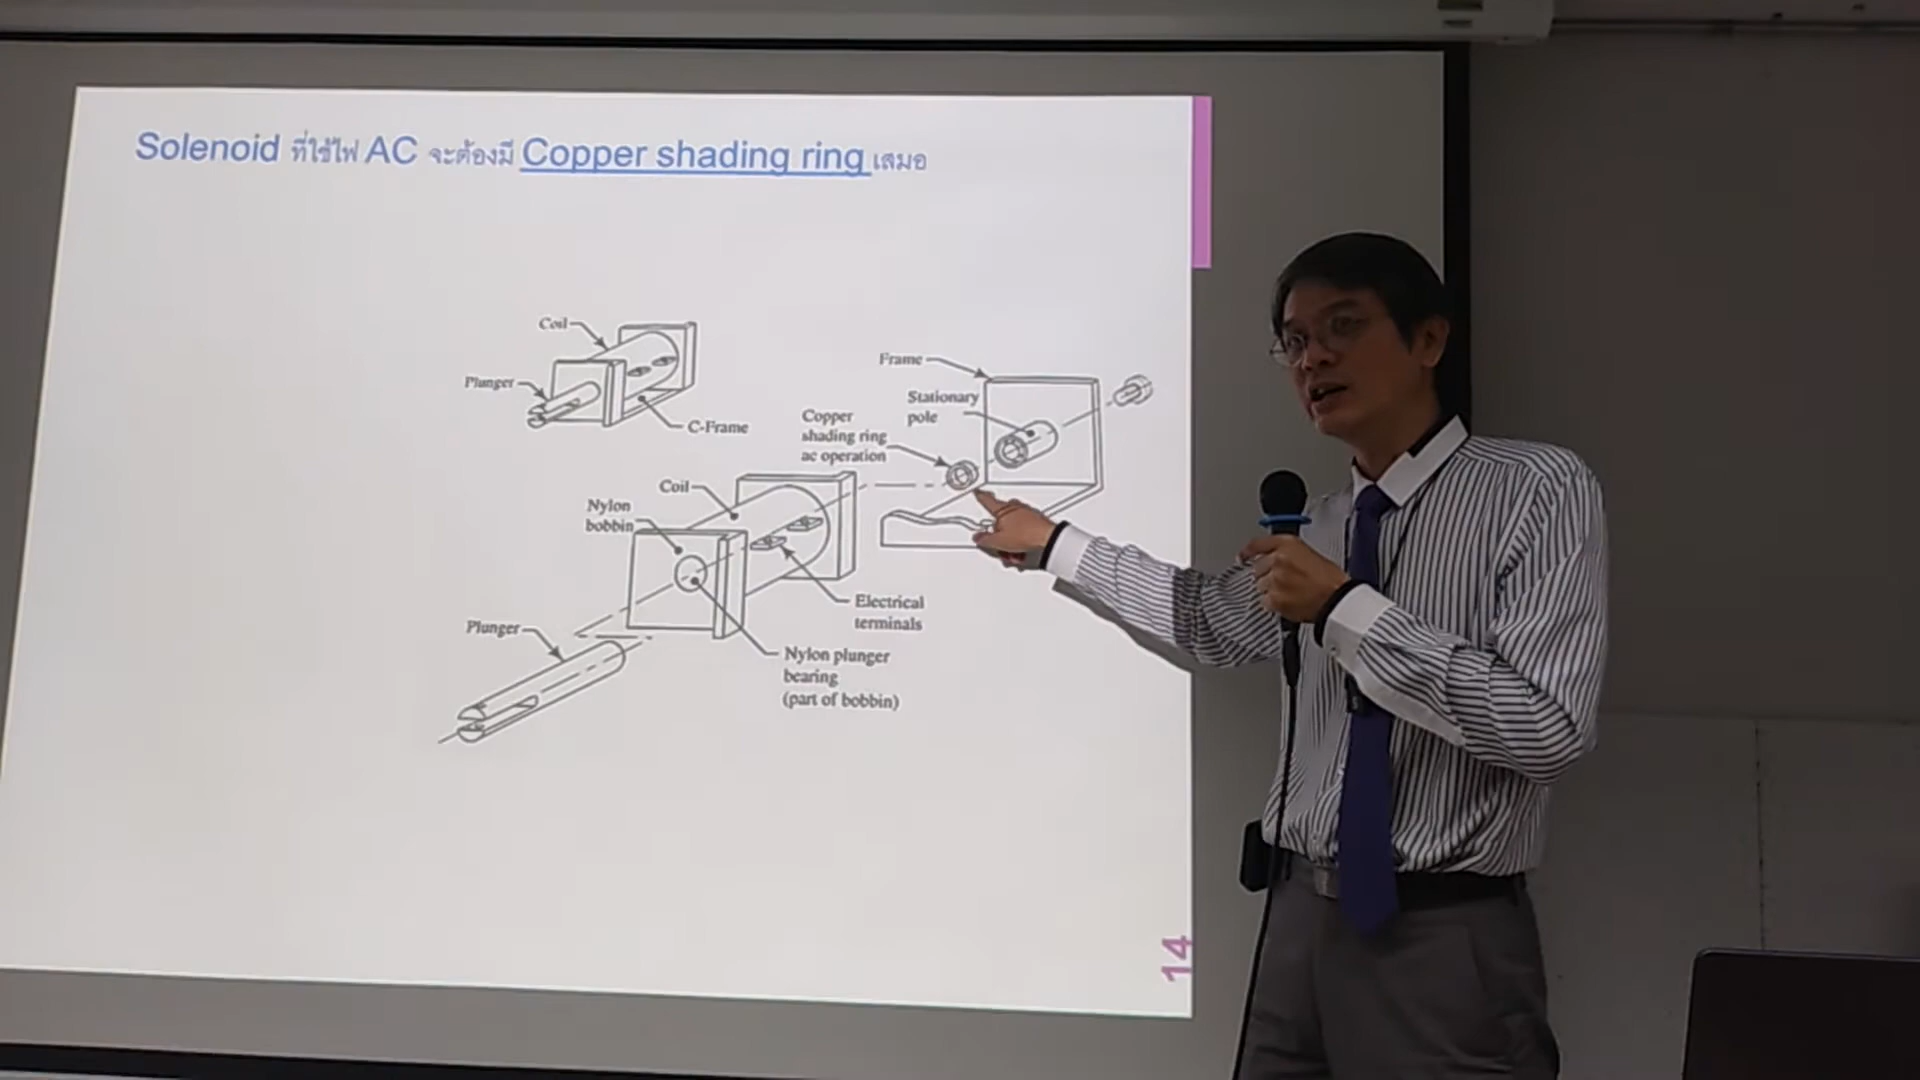 Solenoid ที่ใช้ไฟ AC จะต้องมี Copper shading ring เสมอ
Coil
Plunger
C-Frame
Frame
Stationary
pole
Copper
shading ring
ac operation
Coil
Nylon
bobbin
Electrical
terminals
Plunger
Nylon plunger
bearing
(part of bobbin)
14